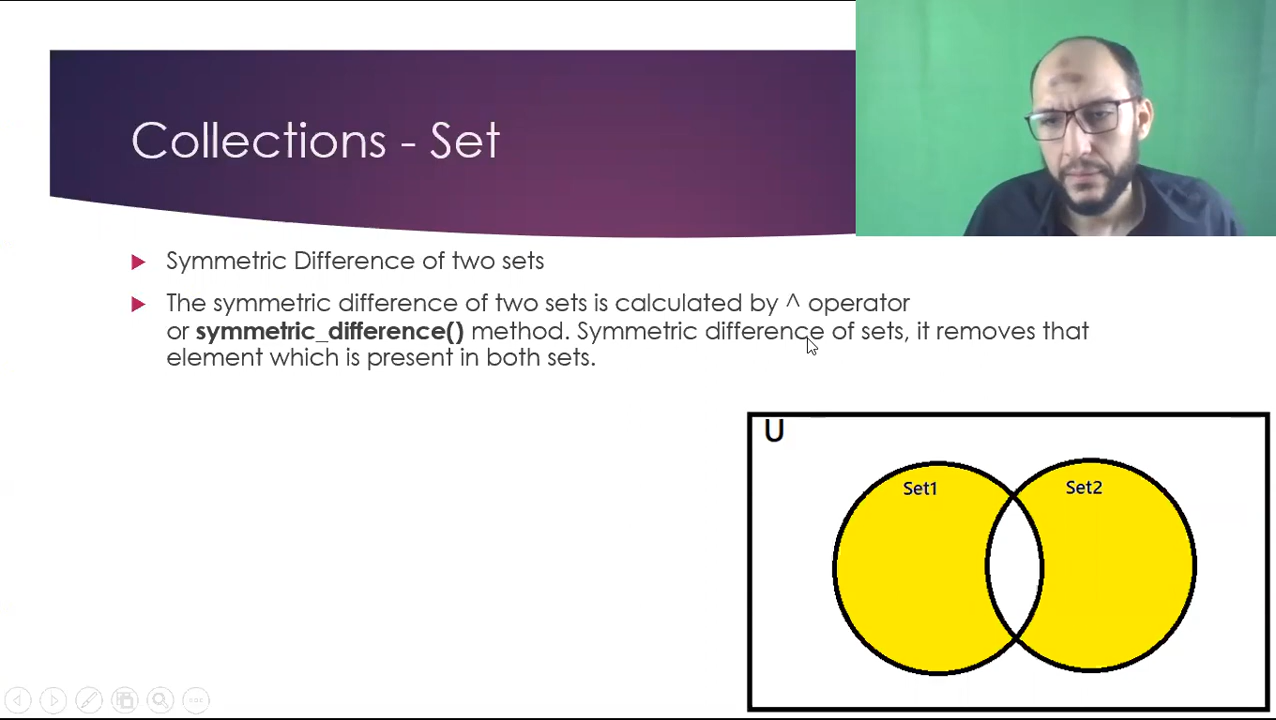 Collections - Set
Symmetric Difference of two sets
The symmetric difference of two sets is calculated by ^ operator
or symmetric_difference() method. Symmetric difference of sets, it removes that
element which is present in both sets.
U
Set1
Set2